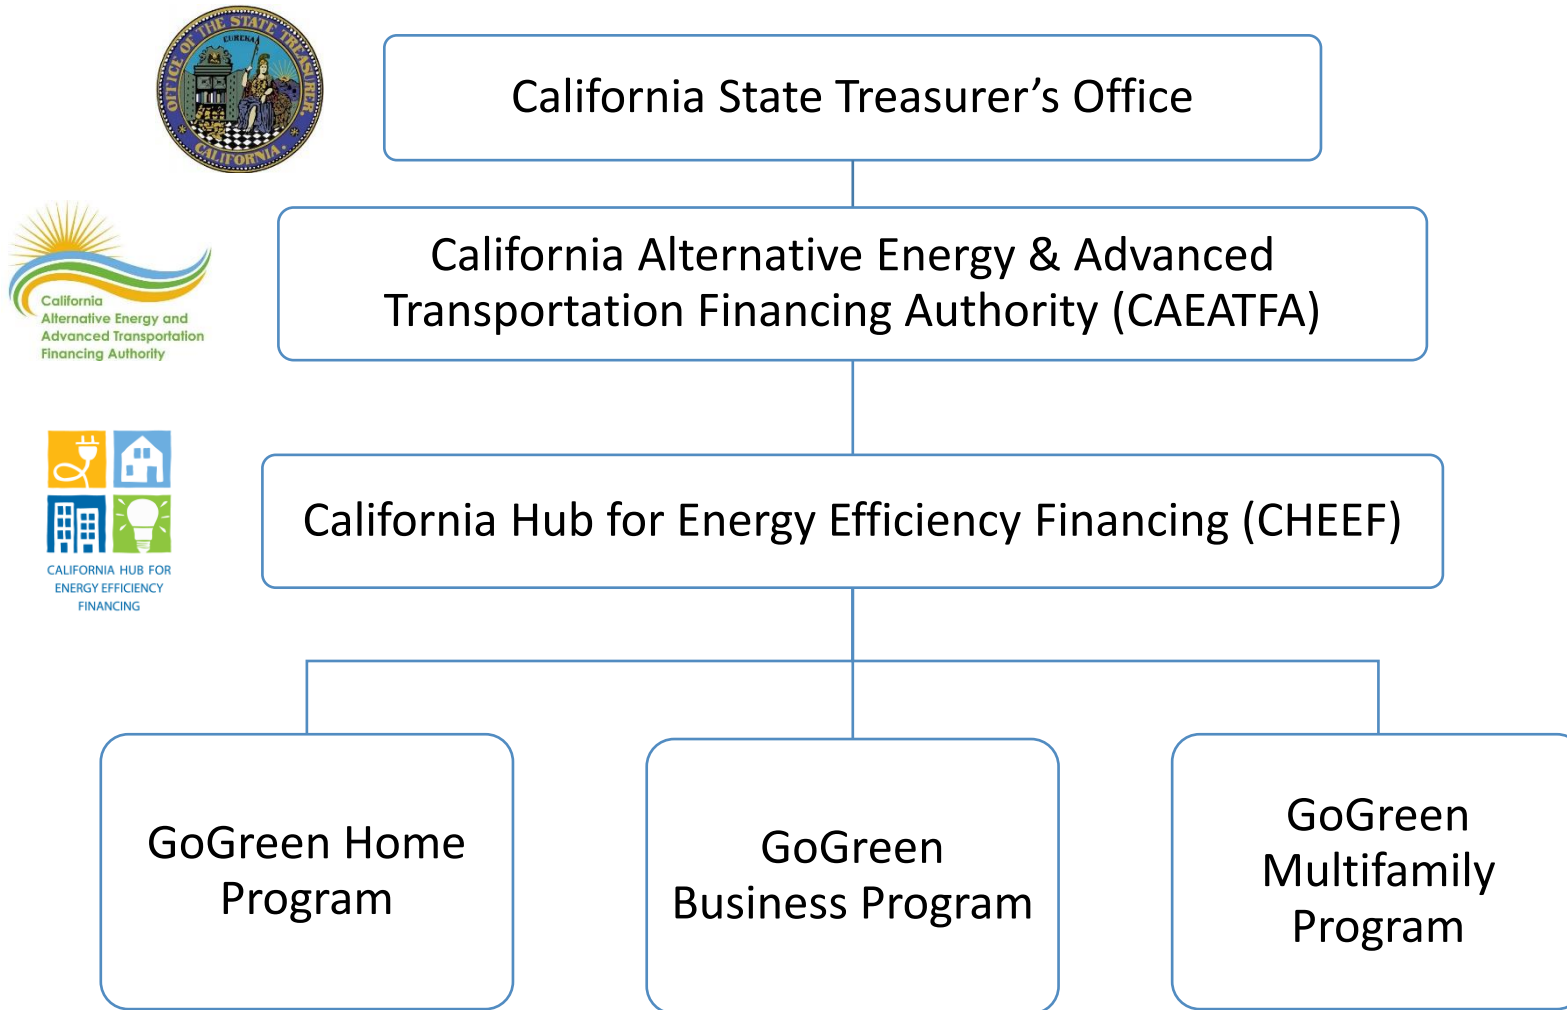 OFFICE OF THE STATE TREASURER
EUREKA
CALIFORNIA
California State Treasurer’s Office
California
Alternative Energy and
Advanced Transportation
Financing Authority
California Alternative Energy & Advanced
Transportation Financing Authority (CAEATFA)
CALIFORNIA HUB FOR
ENERGY EFFICIENCY
FINANCING
California Hub for Energy Efficiency Financing (CHEEF)
GoGreen Home
Program
GoGreen
Business Program
GoGreen
Multifamily
Program